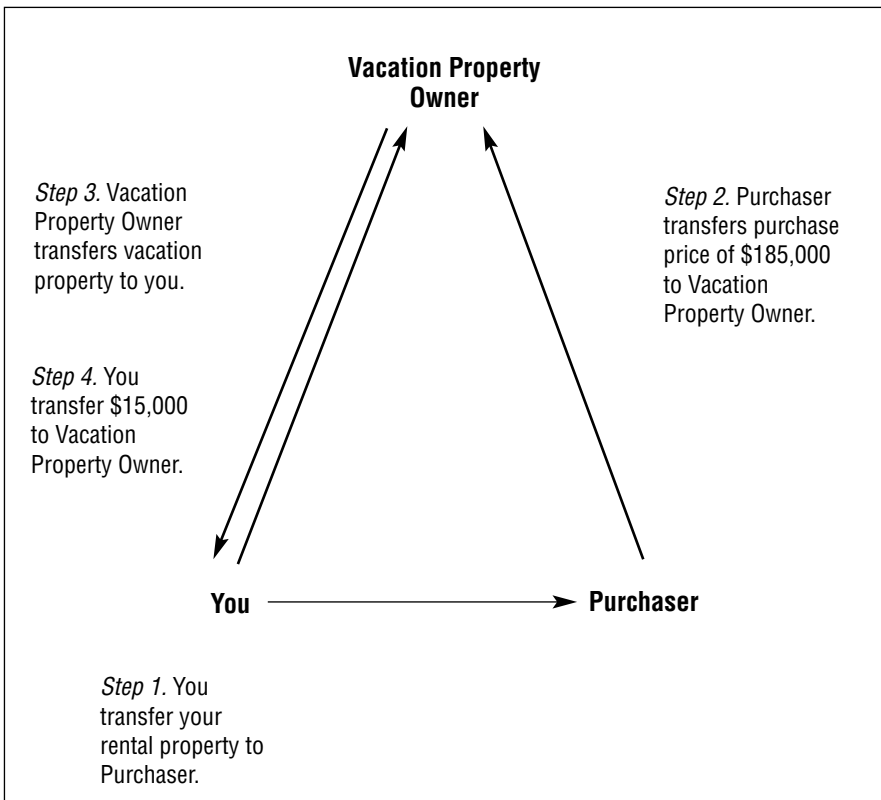 Vacation Property
Owner
Step 3. Vacation
Property Owner
transfers vacation
property to you.
Step 2. Purchaser
transfers purchase
price of $185,000
to Vacation
Property Owner.
Step 4. You
transfer $15,000
to Vacation
Property Owner.
You
Purchaser
Step 1. You
transfer your
rental property to
Purchaser.